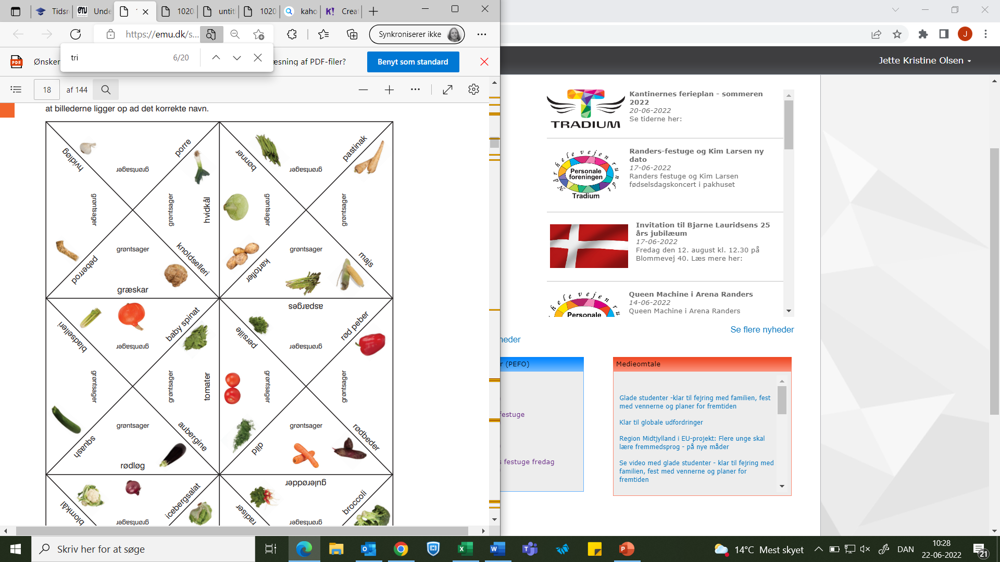 Tidsr
Unde
1020
untit
1020
kaho
Crea
https://emu.dk/s...
Synkroniserer ikke
tri
6/20
Ønsker
æsning af PDF-filer?
Benyt som standard
18
af 144
at billederne ligger op ad det korrekte navn.
hvidløg
grøntsager
porre
bønner
grøntsager
pastinak
grøntsager
grøntsager
hvidkål
grøntsager
grøntsager
peberrod
grøntsager
knoldselleri
kartofler
grøntsager
majs
græskar
asparges
bladselleri
grøntsager
baby spinat
persille
grøntsager
rød peber
grøntsager
grøntsager
tomater
grøntsager
grøntsager
squash
grøntsager
aubergine
dild
grøntsager
rødbeder
rødløg
gulerødder
blomkål
grøntsager
icebergsalat
radiser
grøntsager
broccoli
Jette Kristine Olsen
TRADIUM
Kantinernes ferieplan - sommeren
2022
20-06-2022
Se tiderne her:
Når hele vejen rundt
Personale
foreningen
Tradium
Randers-festuge og Kim Larsen ny
dato
17-06-2022
Randers festuge og Kim Larsen
fødselsdagskoncert i pakhuset
Invitation til Bjarne Lauridsens 25
års jubilæum
17-06-2022
Fredag den 12. august kl. 12.30 på
Blommevej 40. Læs mere her:
hele vejen ru
Personale
Queen Machine i Arena Randers
14-06-2022
Queen Machine i Arena Randers
Se flere nyheder
heder
r (PEFO)
festuge
s festuge fredag
Medieomtale
Glade studenter -klar til fejring med familien, fest
med vennerne og planer for fremtiden
Klar til globale udfordringer
Region Midtjylland i EU-projekt: Flere unge skal
lære fremmedsprog - på nye måder
Se video med glade studenter - klar til fejring med
familien, fest med vennerne og planer for
fremtiden
Skriv her for at søge
14°C Mest skyet
DAN
10:28
22-06-2022
21